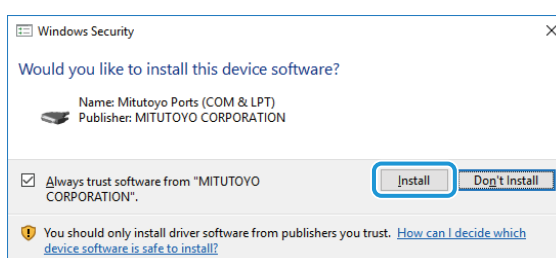 Windows Security
Would you like to install this device software?
Name: Mitutoyo Ports (COM & LPT)
Publisher: MITUTOYO CORPORATION
Always trust software from "MITUTOYO
CORPORATION".
Install
Don't Install
You should only install driver software from publishers you trust. How can I decide which
device software is safe to install?